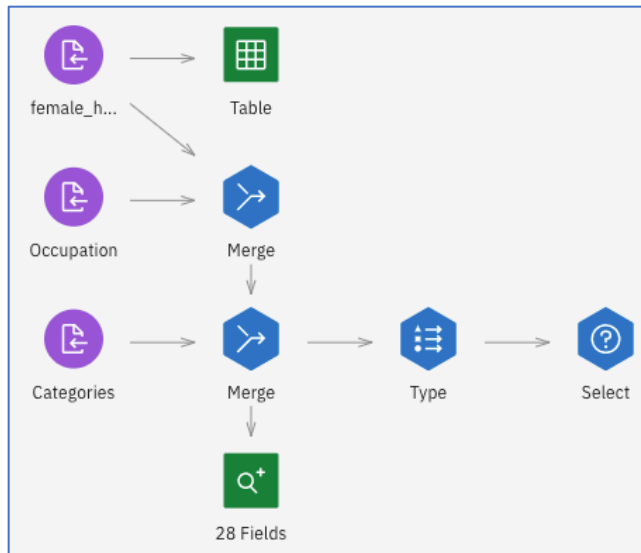 female_h...
Table
Occupation
Merge
Categories
Merge
Type
Select
28 Fields